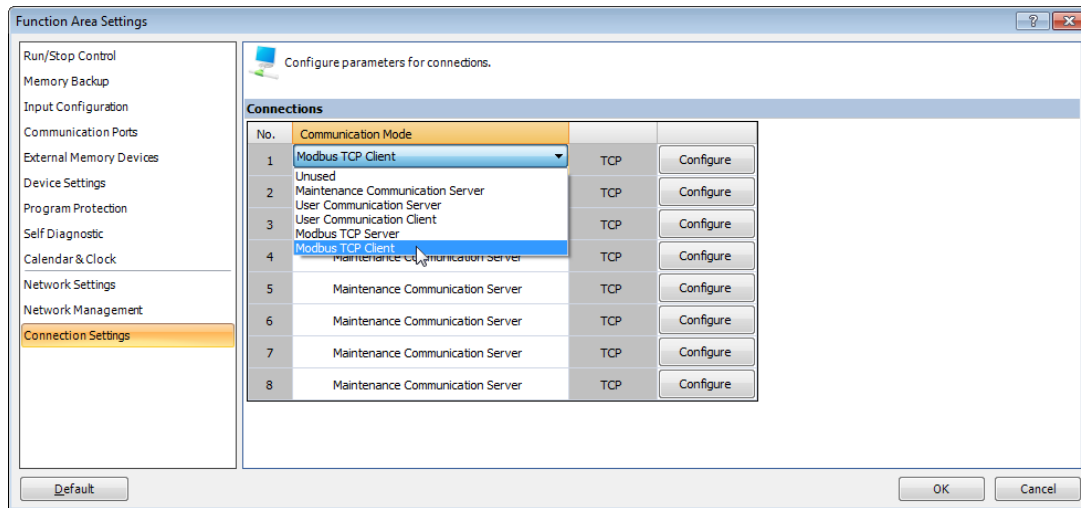 Function Area Settings
Run/Stop Control
Memory Backup
Input Configuration
Communication Ports
External Memory Devices
Device Settings
Program Protection
Self Diagnostic
Calendar & Clock
Network Settings
Network Management
Connection Settings
Configure parameters for connections.
Connections
No. Communication Mode
1 Modbus TCP Client TCP Configure
Unused
Maintenance Communication Server
User Communication Server
User Communication Client
Modbus TCP Server
Modbus TCP Client
2 TCP Configure
3 TCP Configure
4 Maintenance Communication Server TCP Configure
5 Maintenance Communication Server TCP Configure
6 Maintenance Communication Server TCP Configure
7 Maintenance Communication Server TCP Configure
8 Maintenance Communication Server TCP Configure
Default OK Cancel